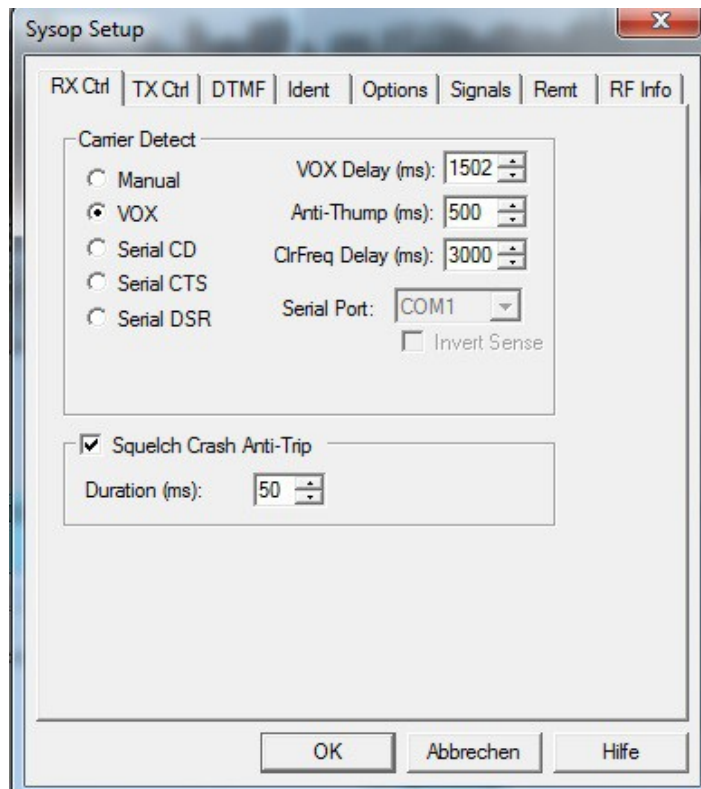 Sysop Setup
X
RX Ctrl TX Ctrl DTMF Ident Options Signals Remt RF Info
Carrier Detect
Manual
VOX
Serial CD
Serial CTS
Serial DSR
VOX Delay (ms): 1502
Anti-Thump (ms): 500
ClrFreq Delay (ms): 3000
Serial Port: COM1
Invert Sense
Squelch Crash Anti-Trip
Duration (ms): 50
OK Abbrechen Hilfe